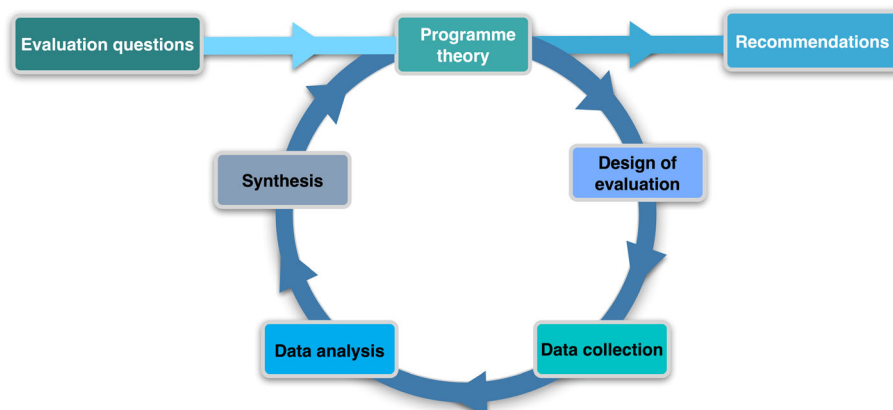 Evaluation questions
Programme
theory
Recommendations
Synthesis
Design of
evaluation
Data analysis
Data collection